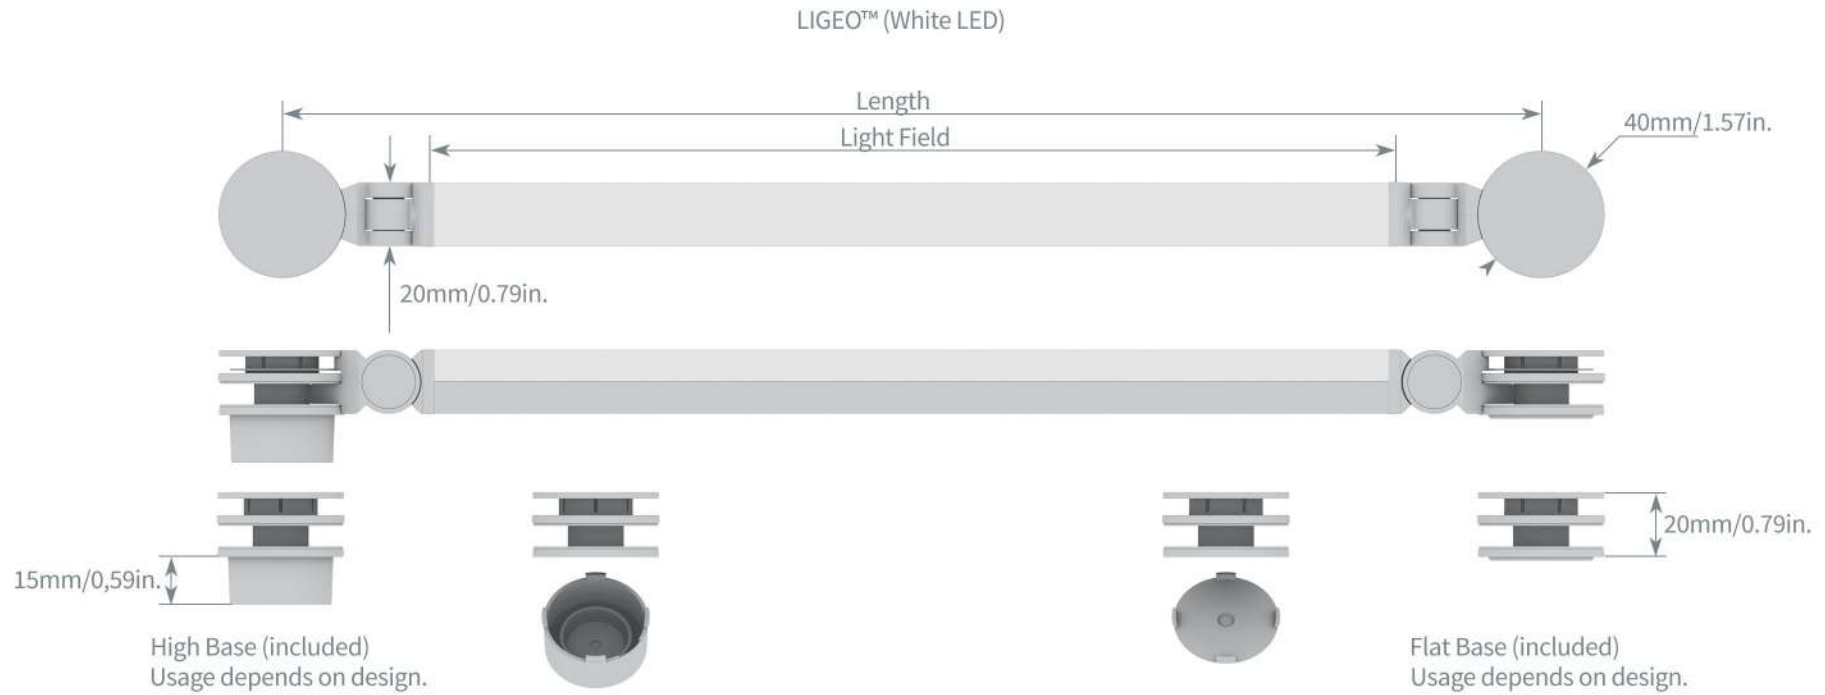 LIGEO™ (White LED)
Length
Light Field
40mm/1.57in.
20mm/0.79in.
20mm/0.79in.
15mm/0,59in.
High Base (included)
Usage depends on design.
Flat Base (included)
Usage depends on design.